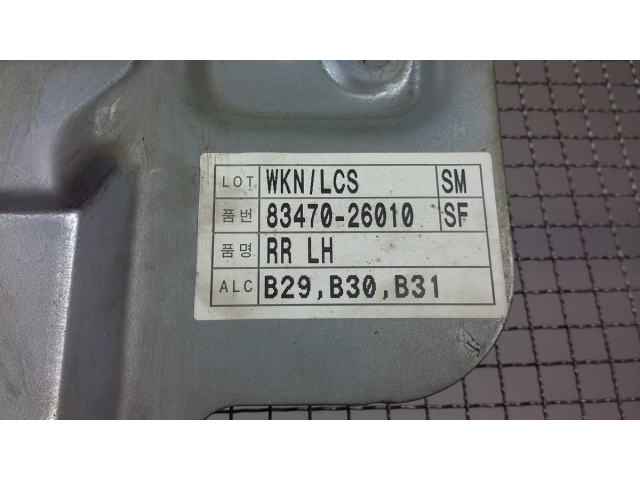 LOT WKN/LCS SM
품번 83470-26010 SF
품명 RR LH
ALC B29,B30,B31